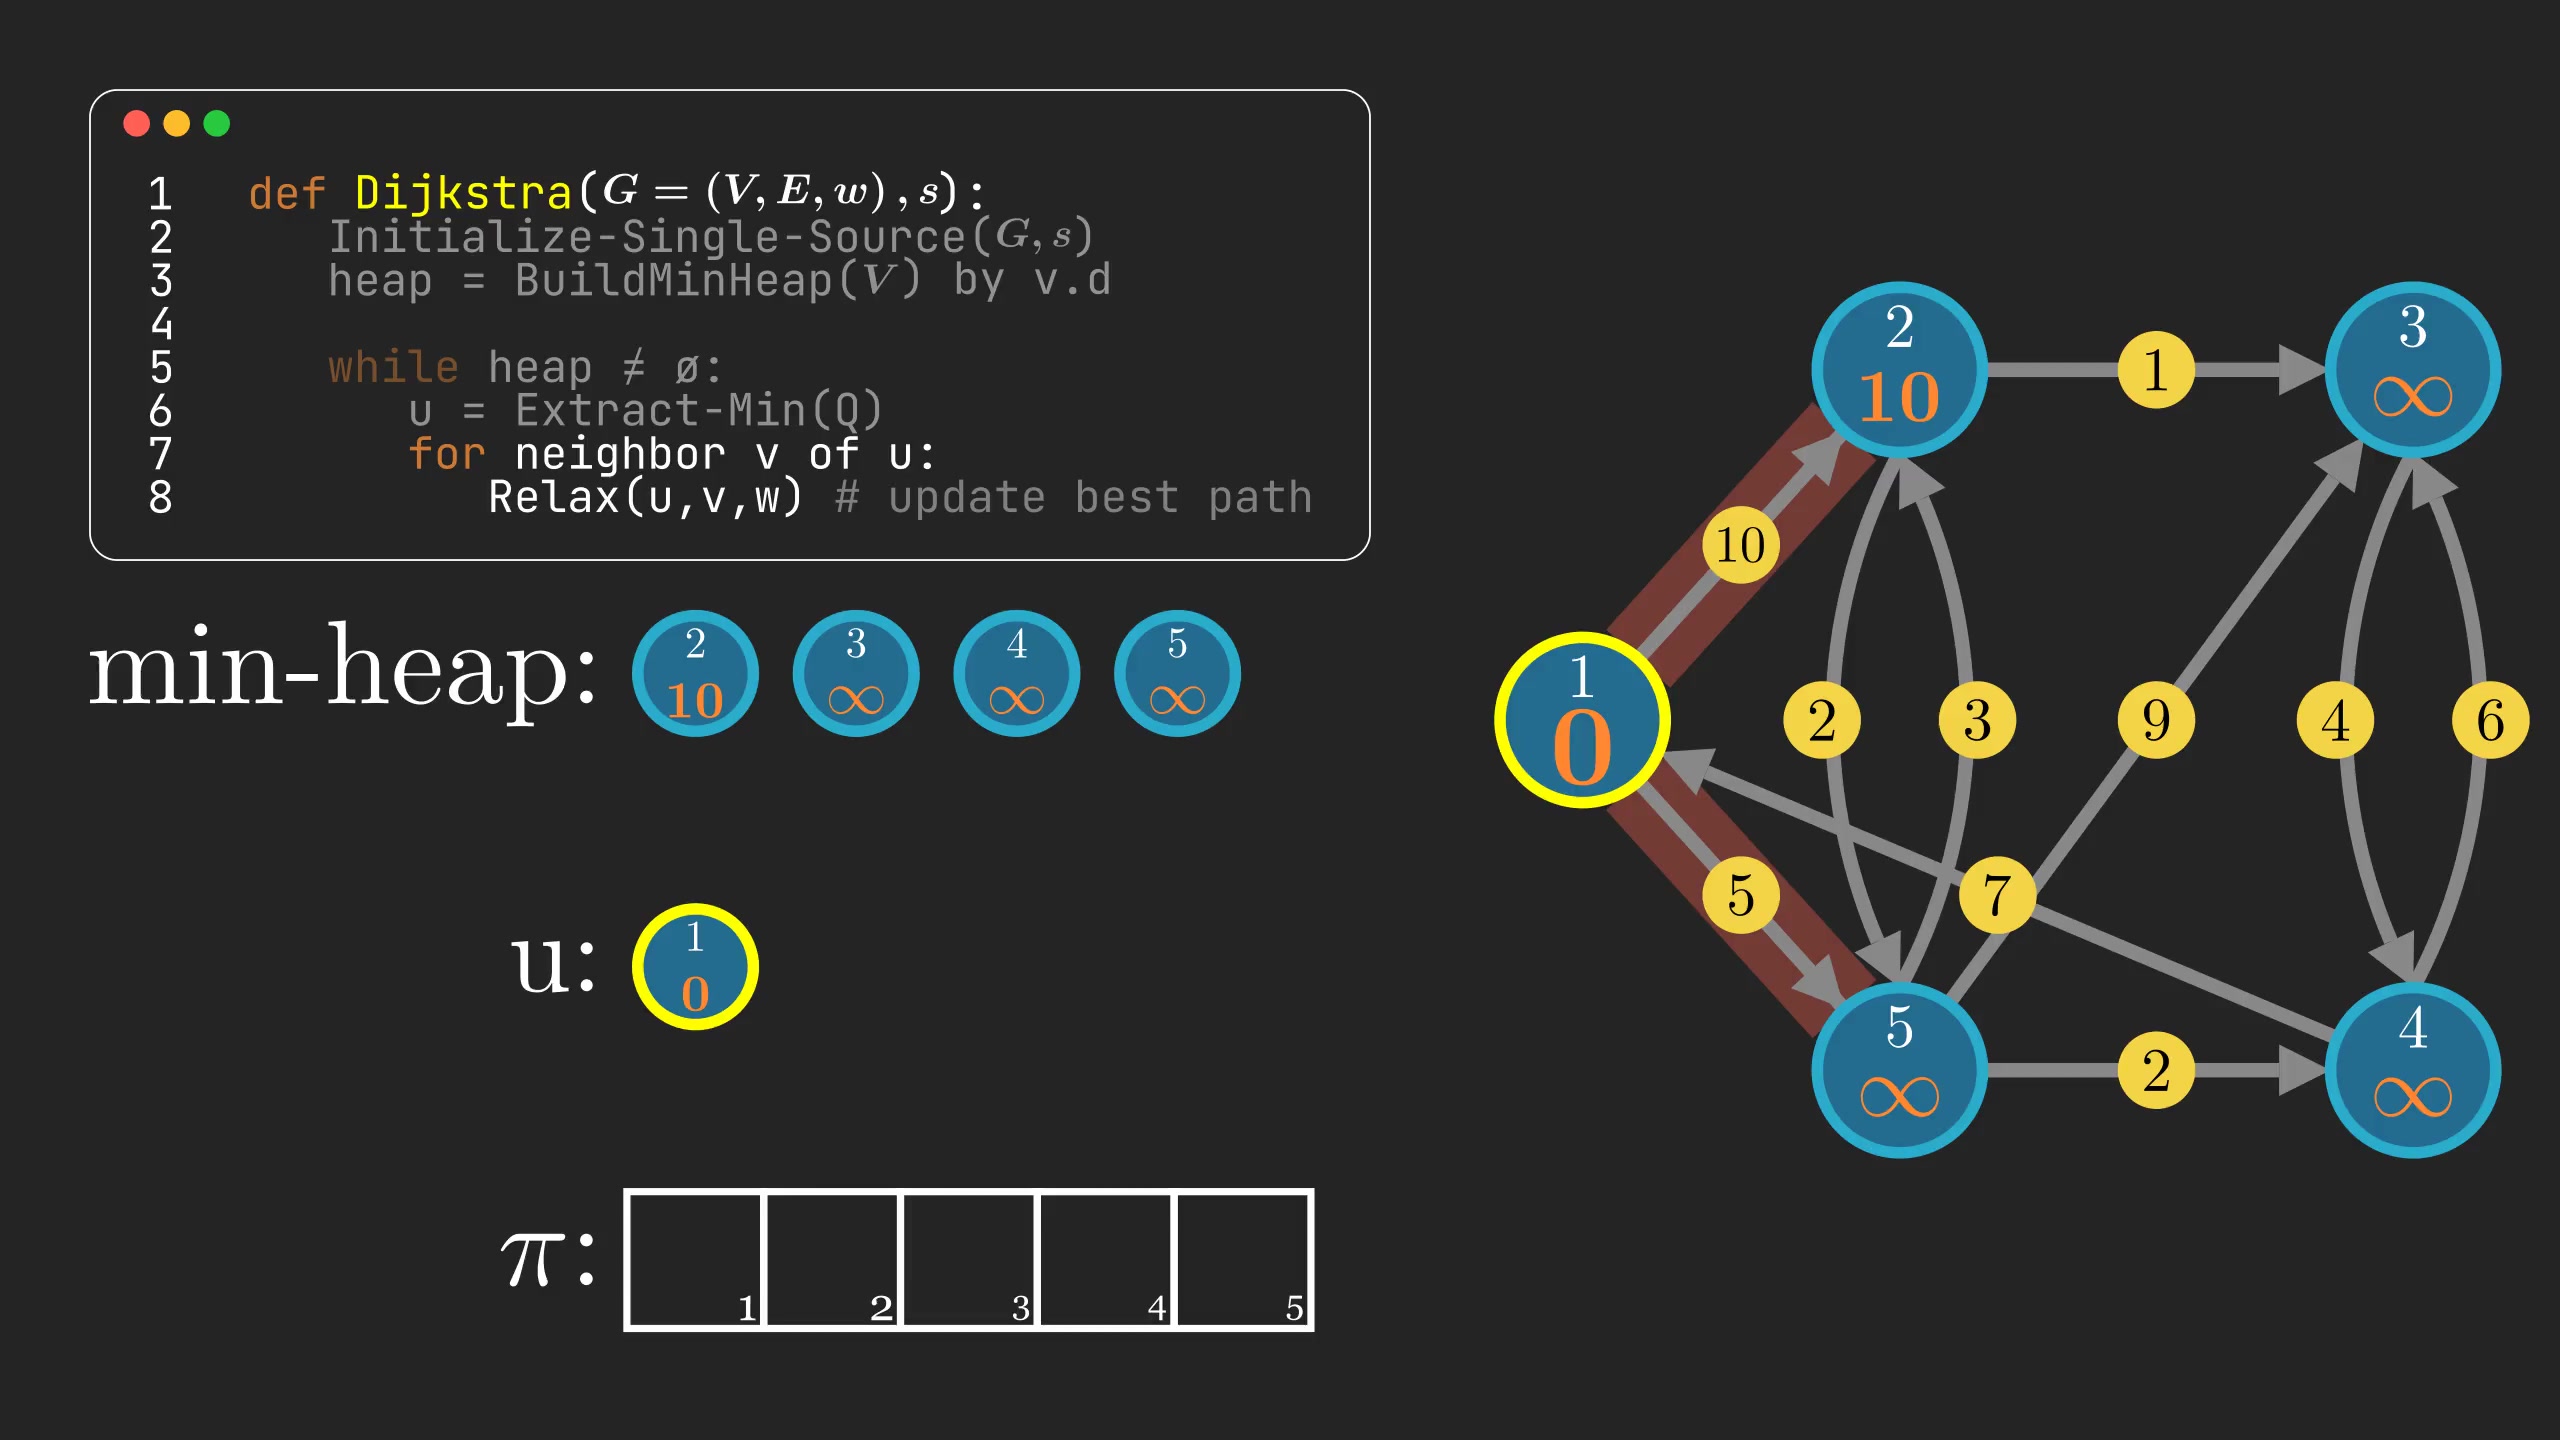 1 def Dijkstra(G = (V, E, w), s):
2 Initialize-Single-Source(G, s)
3 heap = BuildMinHeap(V) by v.d
4
5 while heap ≠ ø:
6 u = Extract-Min(Q)
7 for neighbor v of u:
8 Relax(u,v,w) # update best path
min-heap: 2 10 3 ∞ 4 ∞ 5 ∞
u: 1 0
π: 1 2 3 4 5
2
10
1
3
∞
10
1
0
2
3
9
4
6
5
7
5
∞
2
4
∞